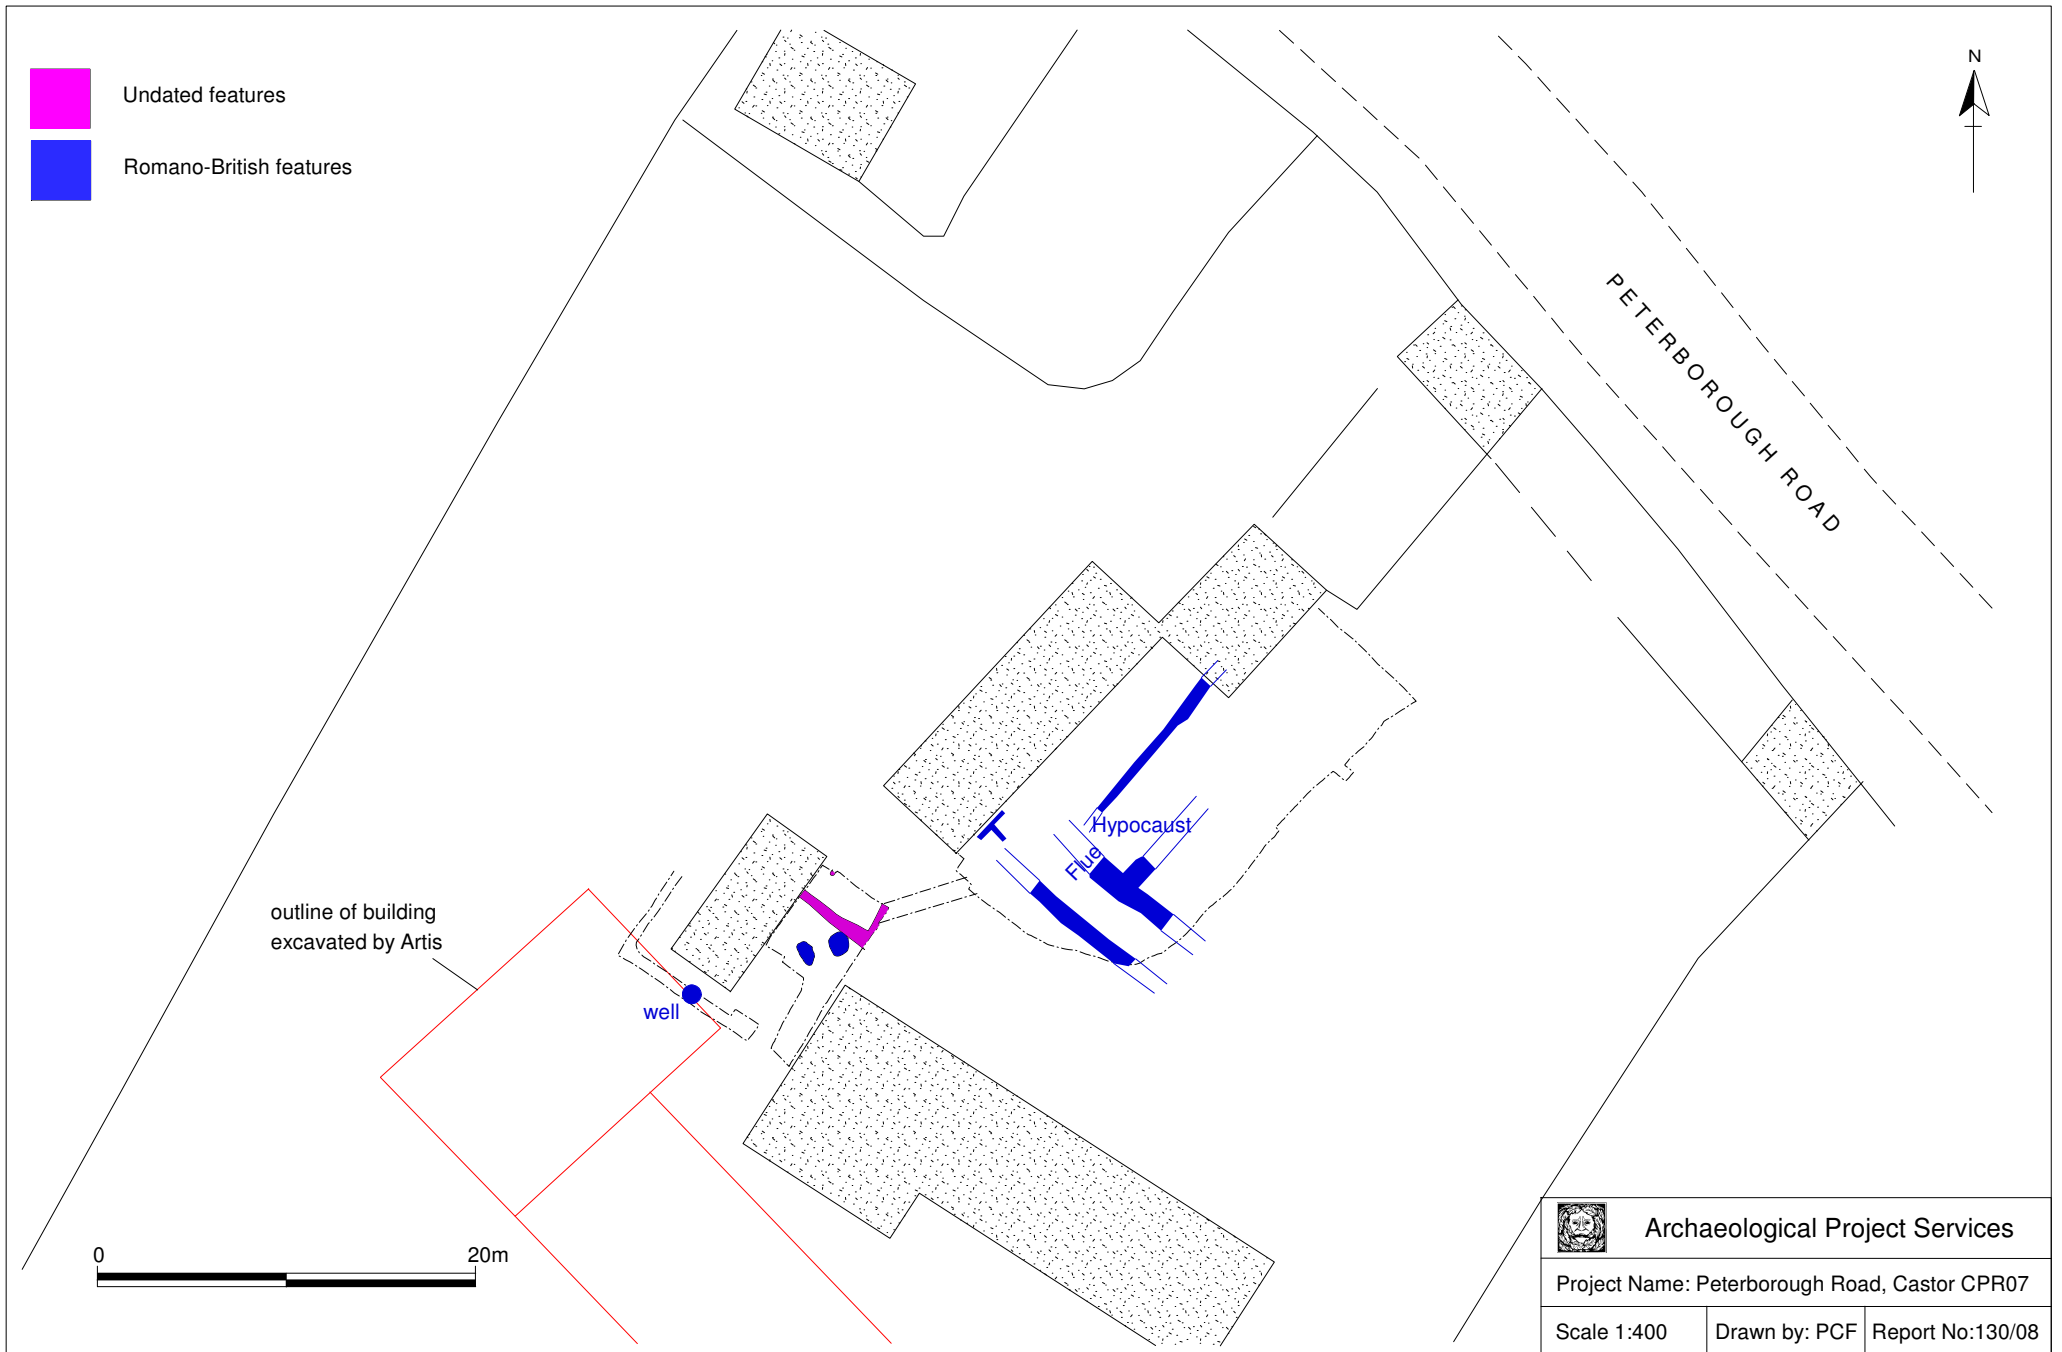 Undated features
Romano-British features
N
PETERBOROUGH ROAD
Hypocaust
Flue
outline of building
excavated by Artis
well
0 20m
Archaeological Project Services
Project Name: Peterborough Road, Castor CPR07
Scale 1:400
Drawn by: PCF
Report No:130/08